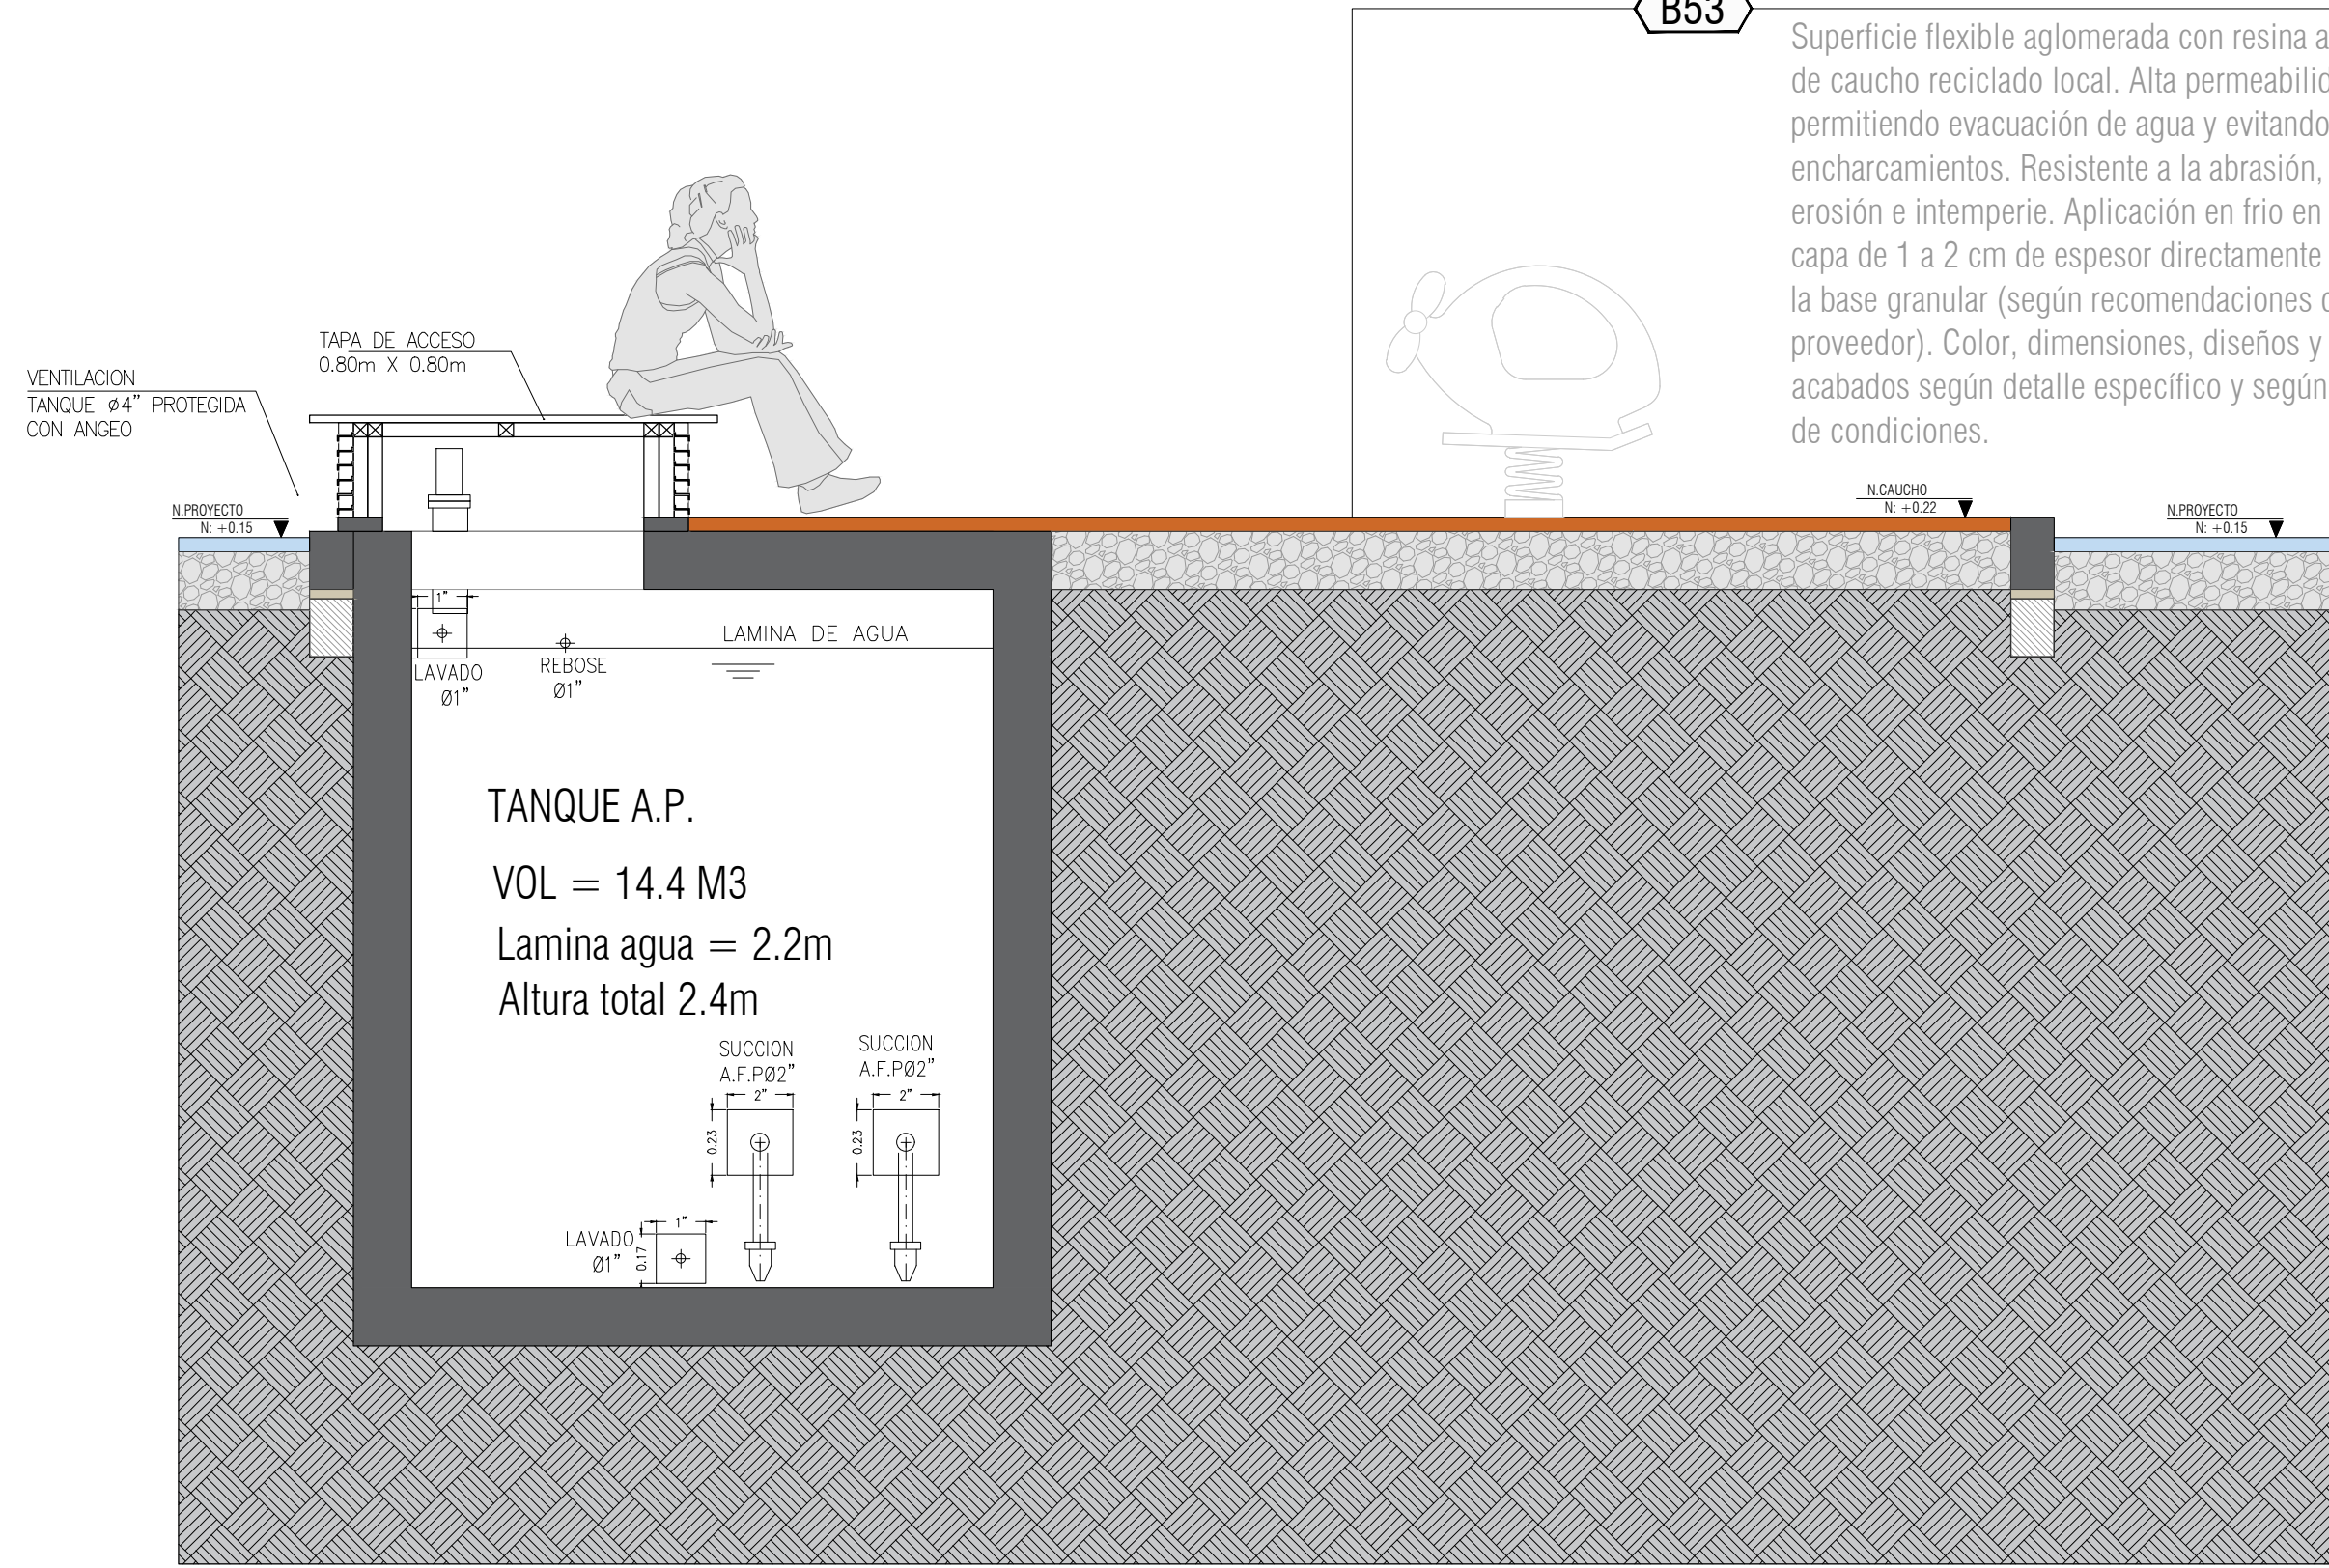 B53
Superficie flexible aglomerada con resina a
de caucho reciclado local. Alta
permitiendo evacuación de agua y evitando
encharcamientos. Resistente a la abrasión,
erosión e intemperie. Aplicación en frio en
capa de 1 a 2 cm de espesor directamente
la base granular (según recomendaciones
proveedor). Color, dimensiones, diseños y
acabados según detalle específico y según
de condiciones.
TAPA DE ACCESO
0.80m X 0.80m
VENTILACION
TANQUE ø4" PROTEGIDA
CON ANGEO
N.PROYECTO
N: +0.15
N.CAUCHO
N: +0.22
N.PROYECTO
N: +0.15
1"
LAVADO
Ø1"
REBOSE
Ø1"
LAMINA DE AGUA
TANQUE A.P.
VOL = 14.4 M3
Lamina agua = 2.2m
Altura total 2.4m
SUCCION
A.F.PØ2"
2"
0.23
SUCCION
A.F.PØ2"
2"
0.23
LAVADO
Ø1"
1"
0.17